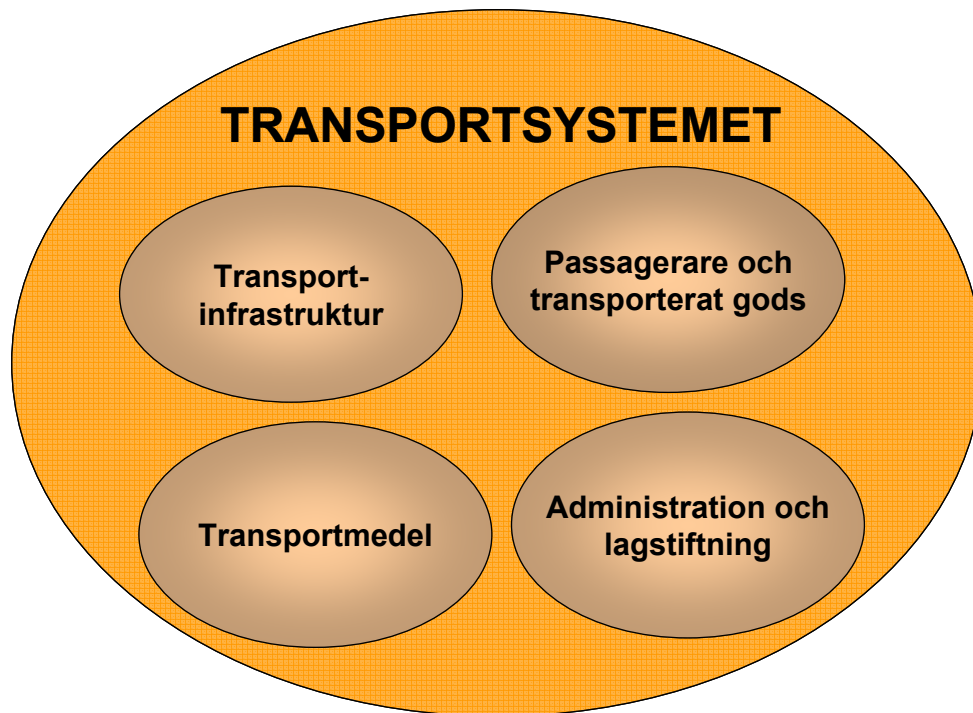 TRANSPORTSYSTEMET
Transport-
infrastruktur
Passagerare och
transporterat gods
Transportmedel
Administration och
lagstiftning